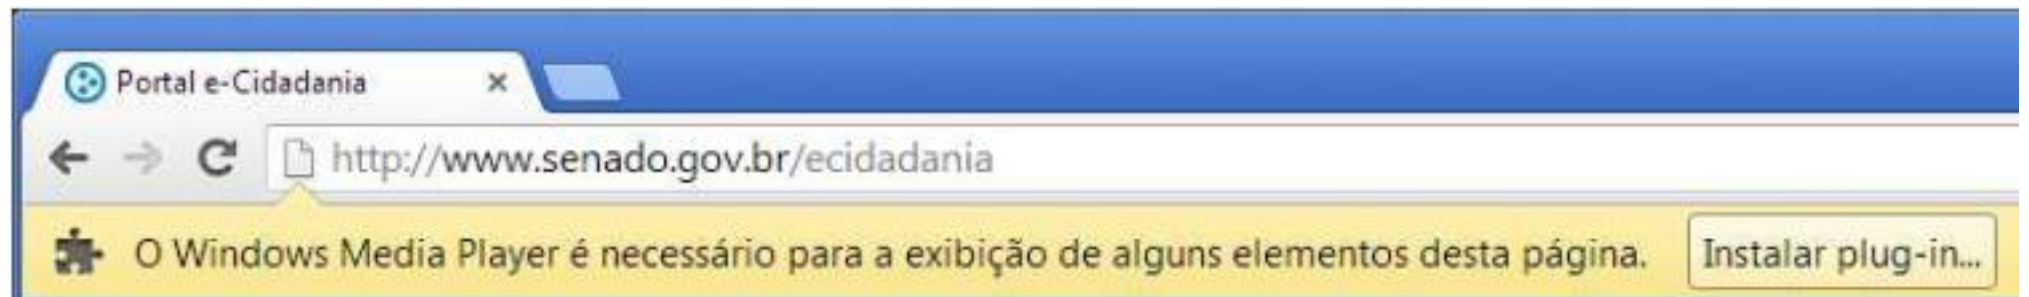 Portal e-Cidadania
http://www.senado.gov.br/ecidadania
O Windows Media Player é necessário para a exibição de alguns elementos desta página. Instalar plug-in...